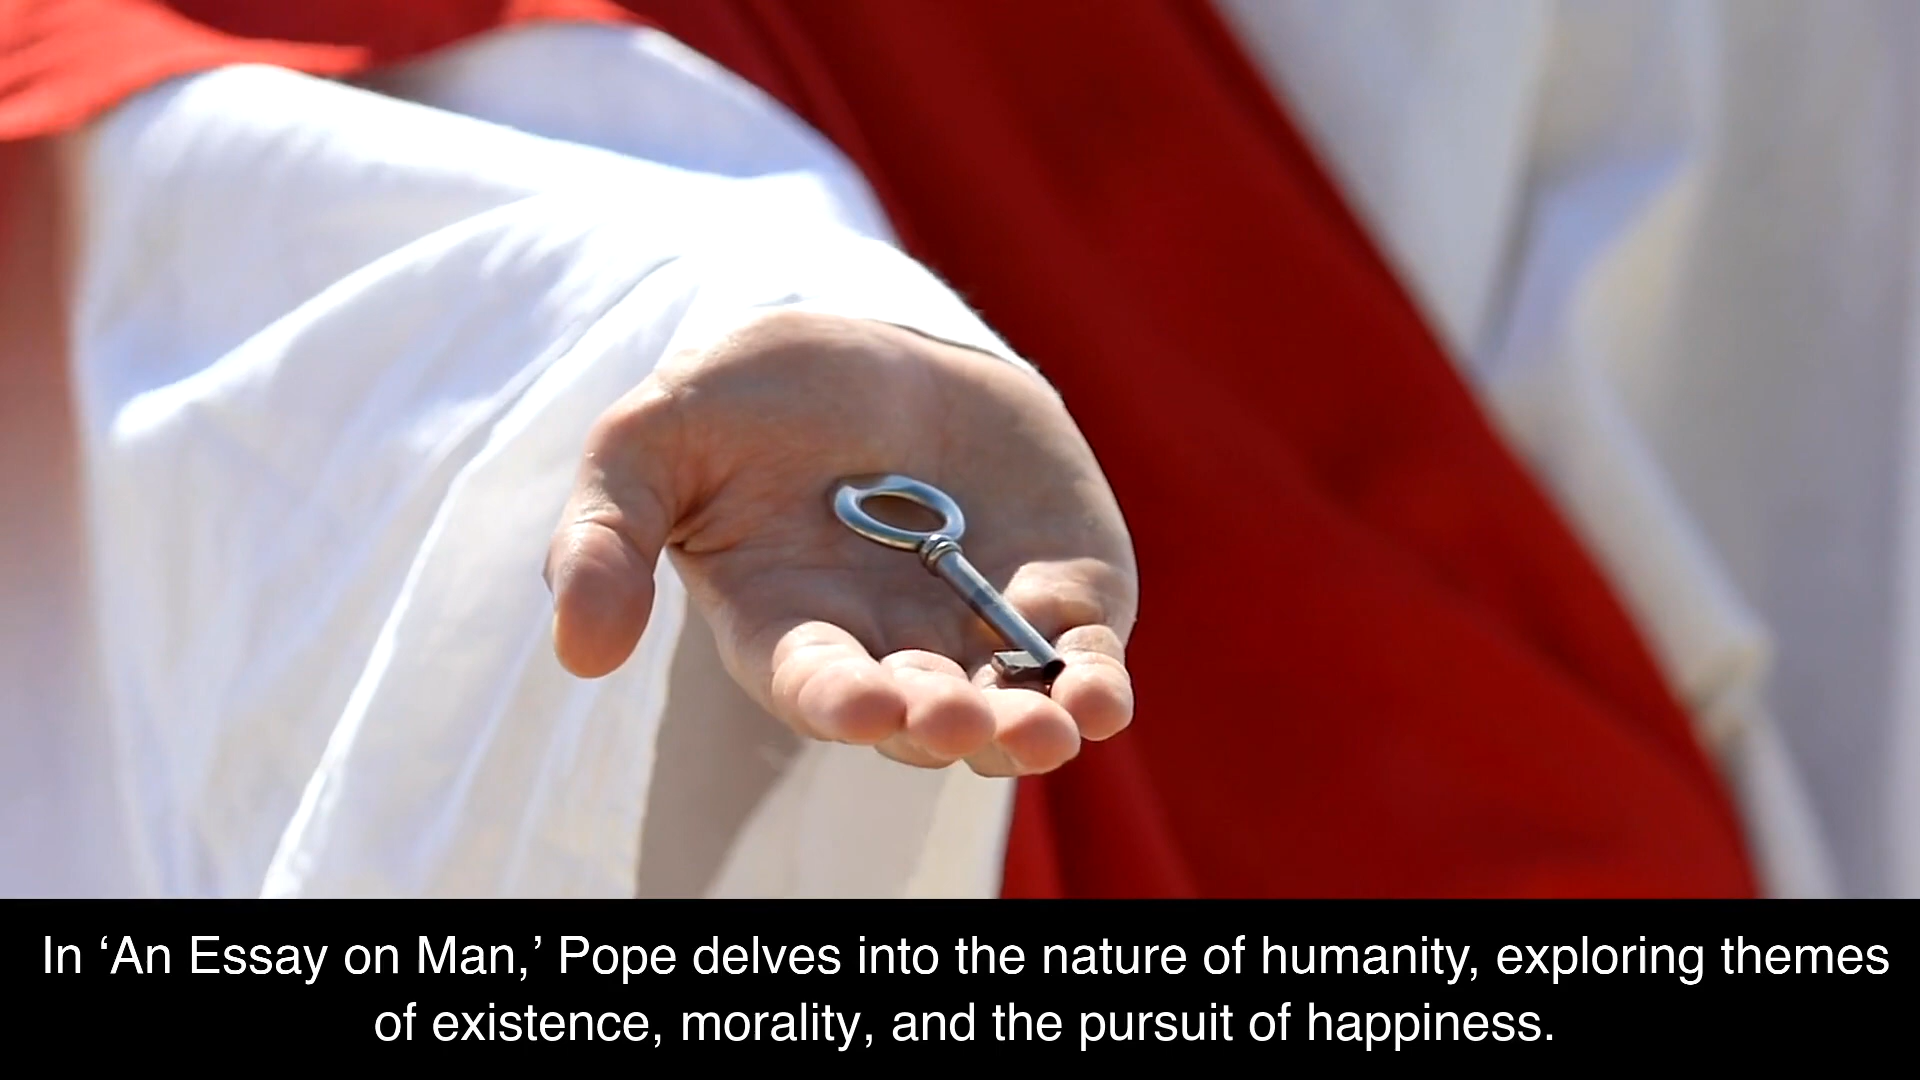 In ‘An Essay on Man,’ Pope delves into the nature of humanity, exploring themes
of existence, morality, and the pursuit of happiness.